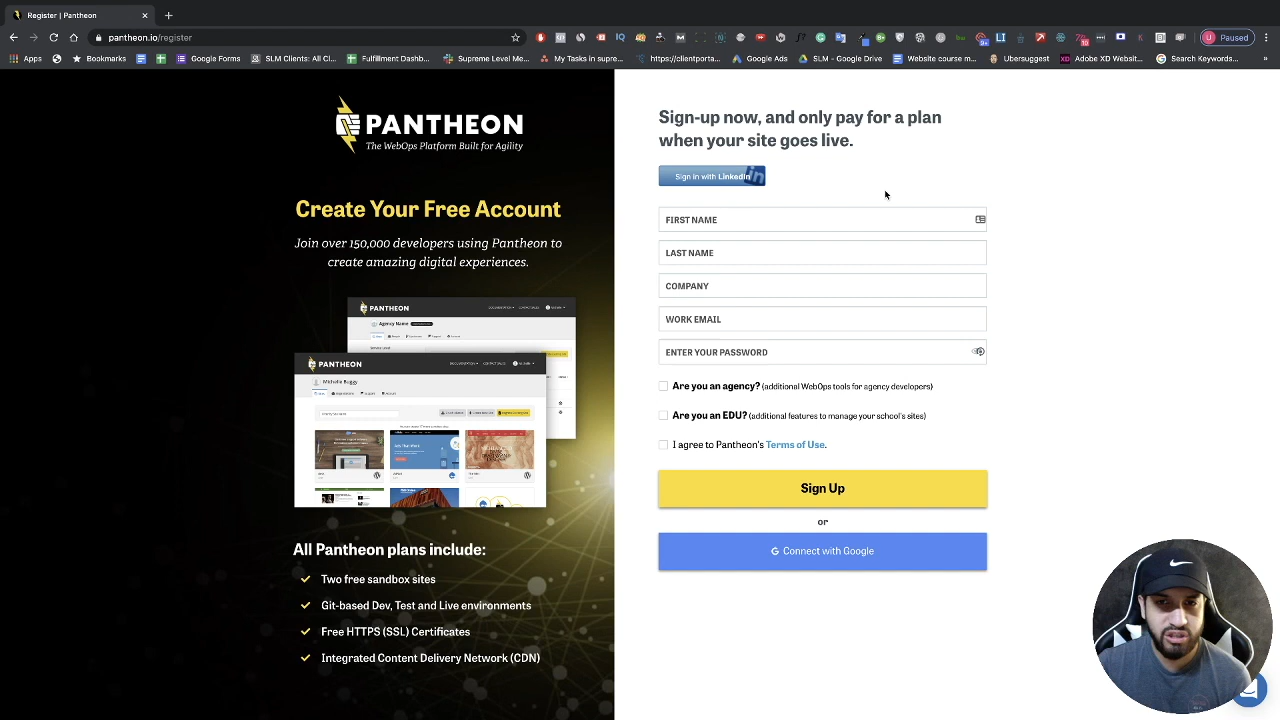 Register | Pantheon
pantheon.io/register
Paused
Apps
Bookmarks
Google Forms
SLM Clients: All Cl...
Fulfillment Dashb...
Supreme Level Me...
My Tasks in supre...
https://clientporta...
Google Ads
SLM - Google Drive
Website course m...
Ubersuggest
Adobe XD Websit...
Search Keywords...
PANTHEON
The WebOps Platform Built for Agility
Create Your Free Account
Join over 150,000 developers using Pantheon to
create amazing digital experiences.
PANTHEON
Agency Name
PANTHEON
Michelle Buggy
All Pantheon plans include:
Two free sandbox sites
Git-based Dev, Test and Live environments
Free HTTPS (SSL) Certificates
Integrated Content Delivery Network (CDN)
Sign-up now, and only pay for a plan
when your site goes live.
Sign in with LinkedIn
FIRST NAME
LAST NAME
COMPANY
WORK EMAIL
ENTER YOUR PASSWORD
Are you an agency? (additional WebOps tools for agency developers)
Are you an EDU? (additional features to manage your school's sites)
I agree to Pantheon's Terms of Use.
Sign Up
or
Connect with Google